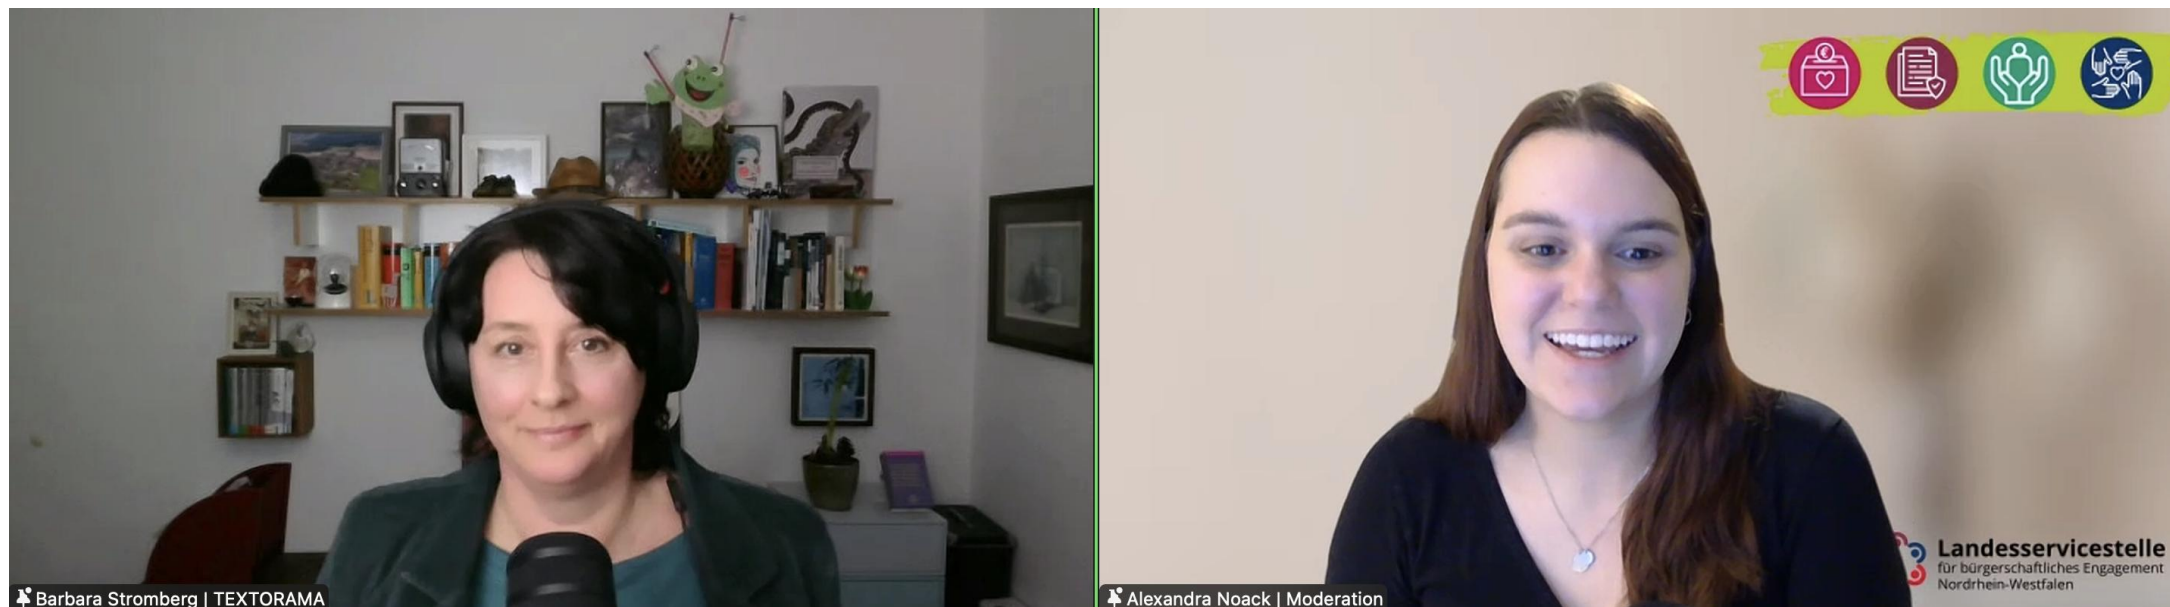 Barbara Stromberg | TEXTORAMA
Alexandra Noack | Moderation
Landesservicestelle
für bürgerschaftliches Engagement
Nordrhein-Westfalen